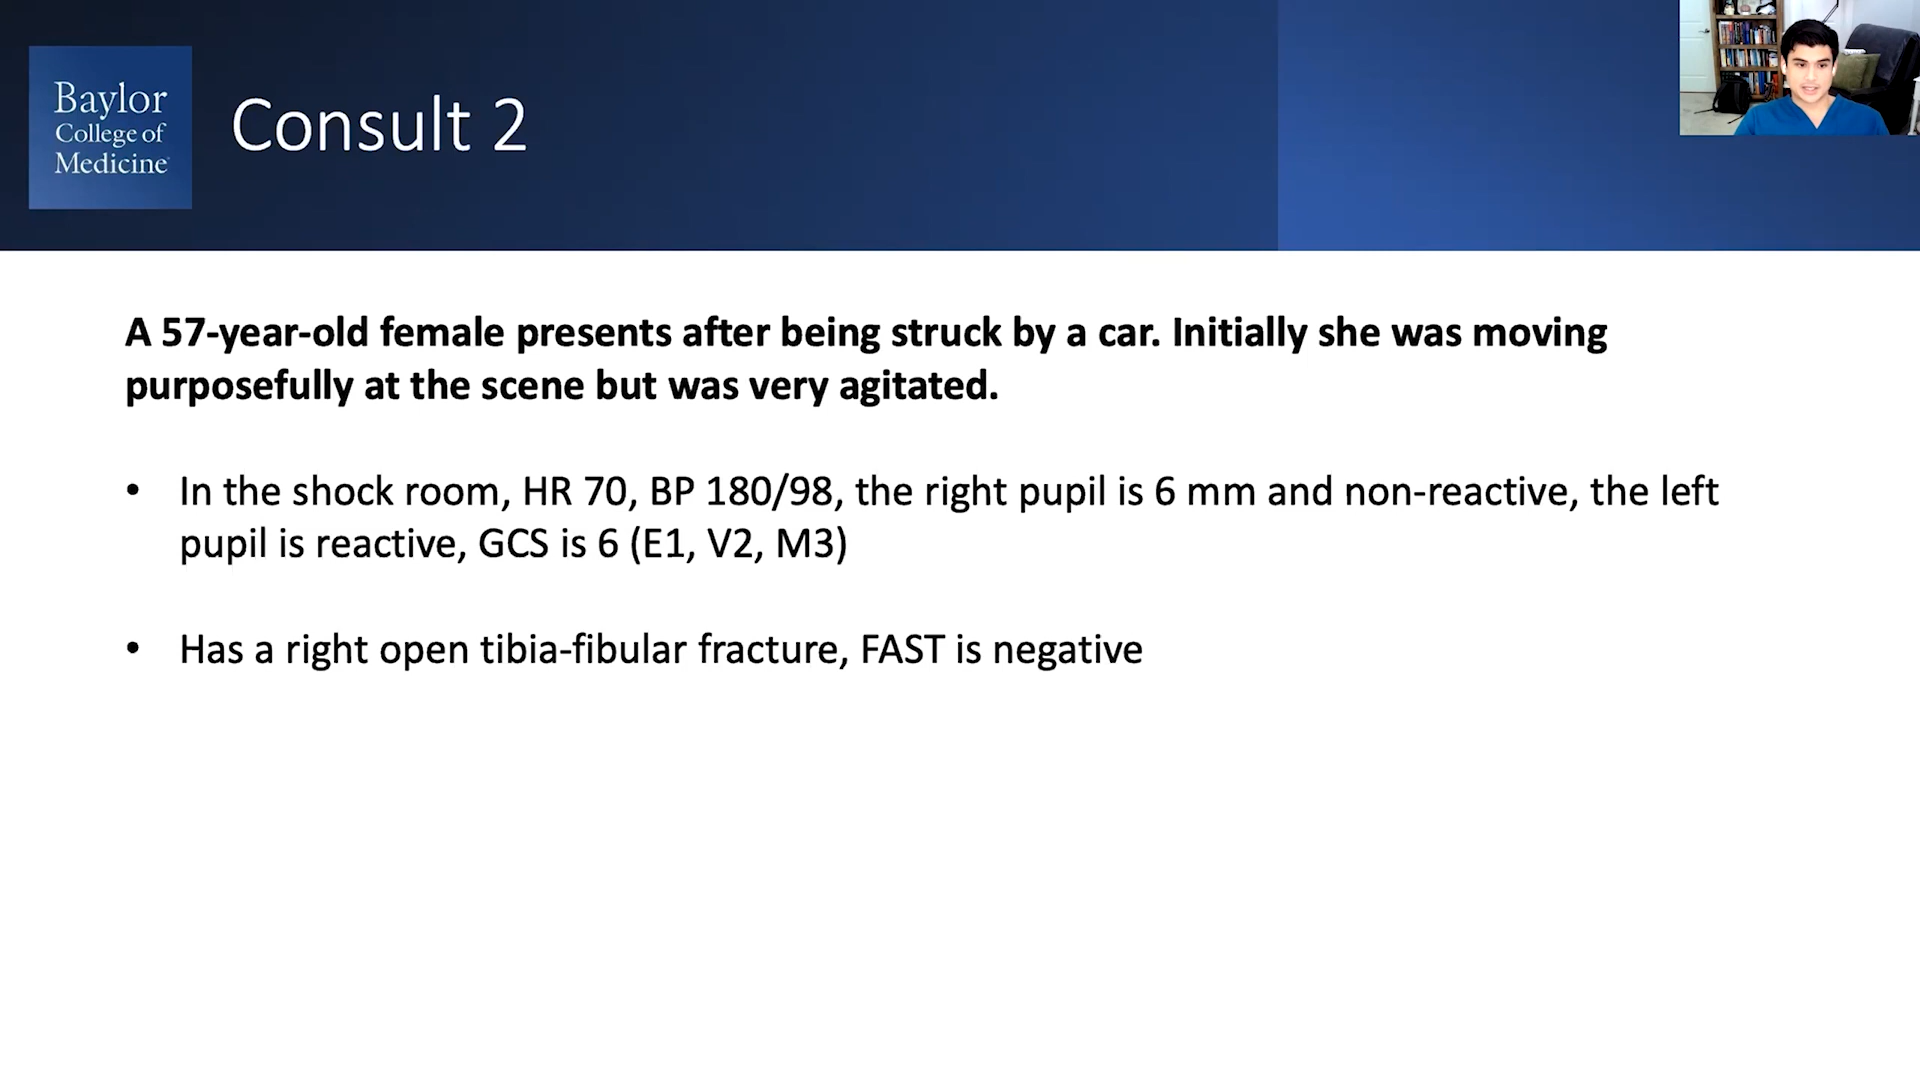 Baylor
College of
Medicine
Consult 2
A 57-year-old female presents after being struck by a car. Initially she was moving
purposefully at the scene but was very agitated.
• In the shock room, HR 70, BP 180/98, the right pupil is 6 mm and non-reactive, the left
pupil is reactive, GCS is 6 (E1, V2, M3)
• Has a right open tibia-fibular fracture, FAST is negative